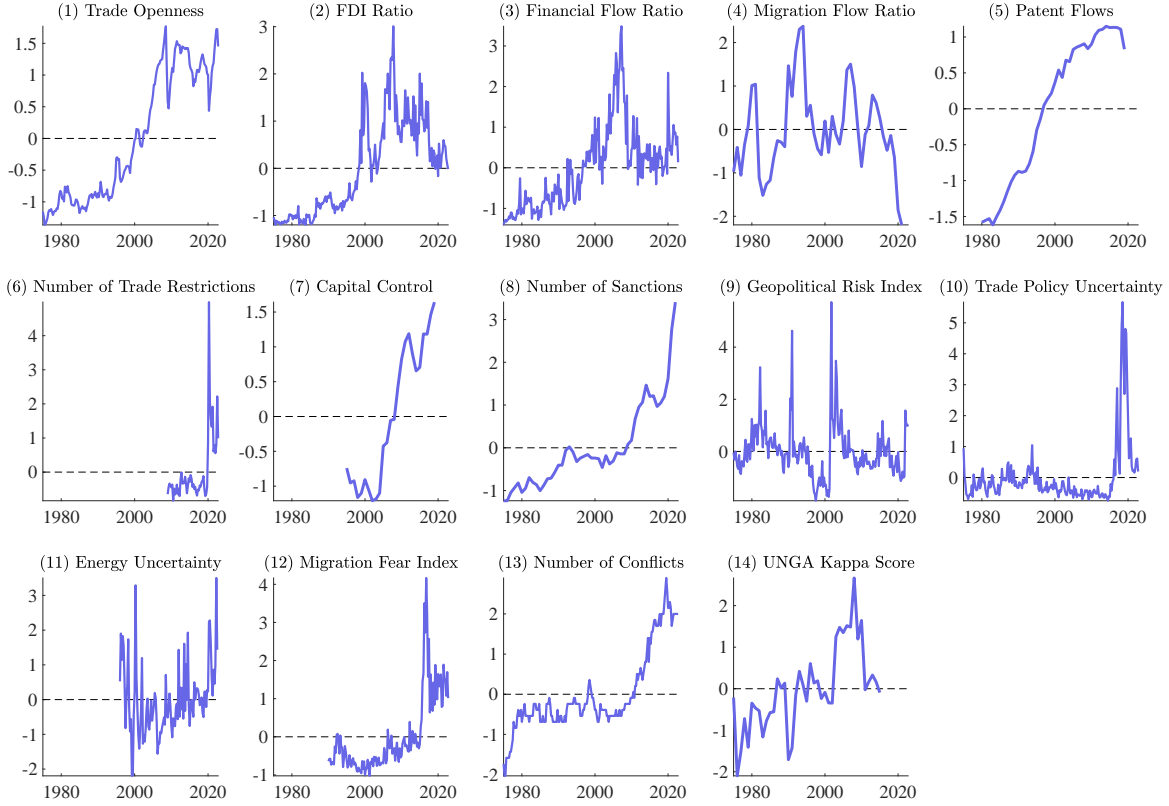 (1) Trade Openness
1.5
1
0.5
0
-0.5
-1
1980 2000 2020
(2) FDI Ratio
3
2
1
0
-1
1980 2000 2020
(3) Financial Flow Ratio
3
2
1
0
-1
1980 2000 2020
(4) Migration Flow Ratio
2
1
0
-1
-2
1980 2000 2020
(5) Patent Flows
1
0.5
0
-0.5
-1
-1.5
1980 2000 2020
(6) Number of Trade Restrictions
4
3
2
1
0
1980 2000 2020
(7) Capital Control
1.5
1
0.5
0
-0.5
-1
1980 2000 2020
(8) Number of Sanctions
3
2
1
0
-1
1980 2000 2020
(9) Geopolitical Risk Index
4
2
0
1980 2000 2020
(10) Trade Policy Uncertainty
5
4
3
2
1
0
1980 2000 2020
(11) Energy Uncertainty
3
2
1
0
-1
-2
1980 2000 2020
(12) Migration Fear Index
4
3
2
1
0
-1
1980 2000 2020
(13) Number of Conflicts
2
1
0
-1
-2
1980 2000 2020
(14) UNGA Kappa Score
2
1
0
-1
-2
1980 2000 2020